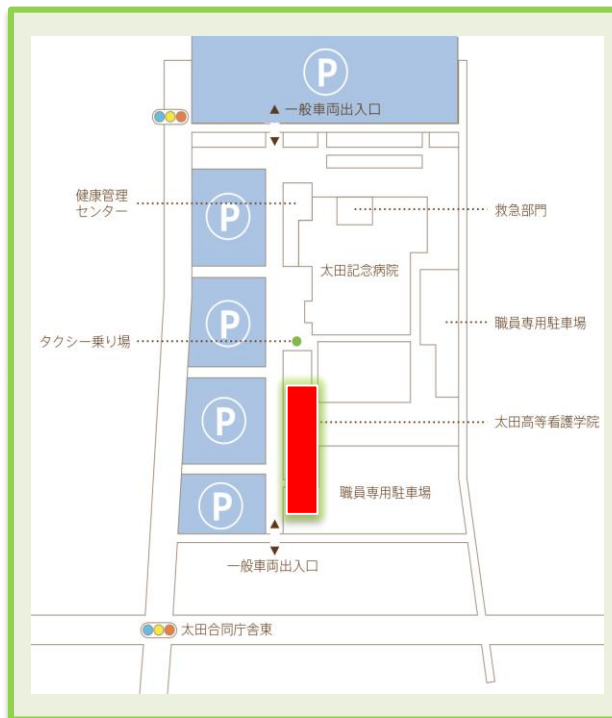 P
▲ 一般車両出入口
▼
健康管理
センター
P
救急部門
太田記念病院
P
職員専用駐車場
タクシー乗り場
P
太田高等看護学院
P
職員専用駐車場
▲
▼
一般車両出入口
太田合同庁舎東